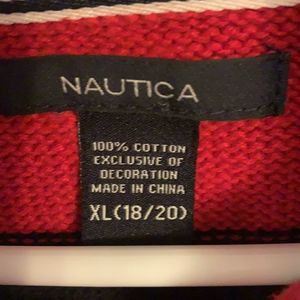 NAUTICA
100% COTTON
EXCLUSIVE OF
DECORATION
MADE IN CHINA
XL(18/20)